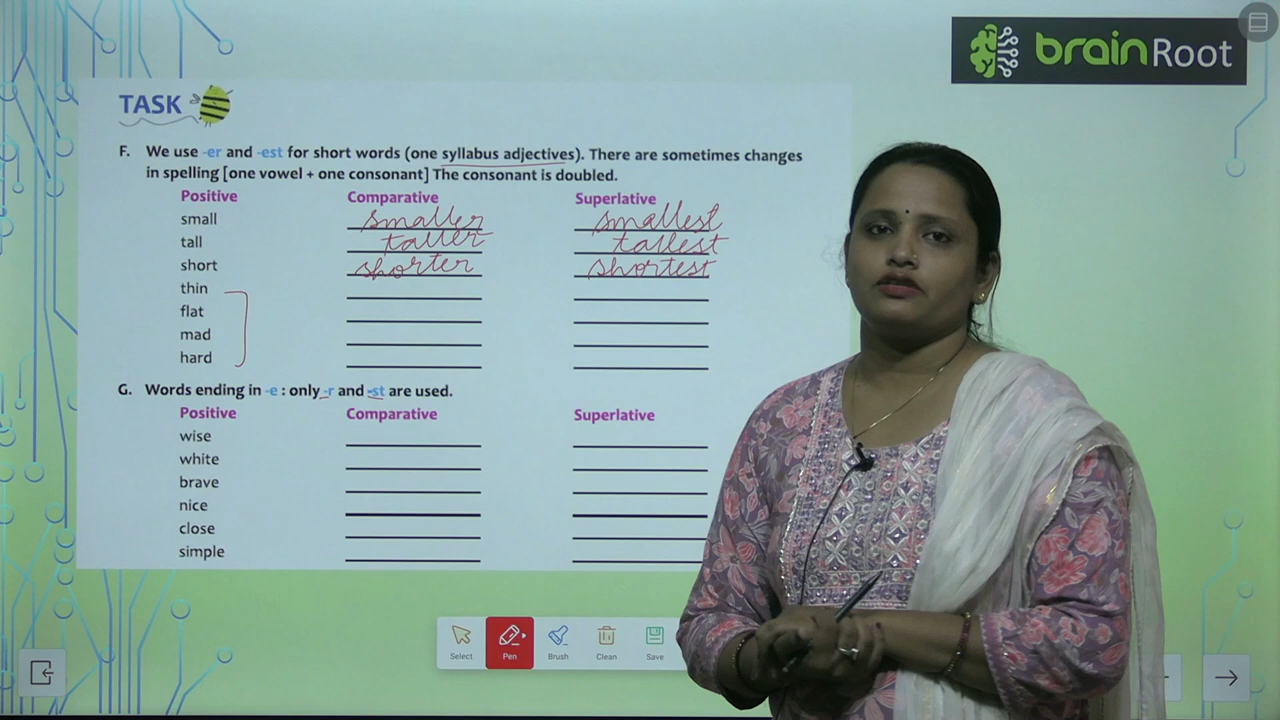 brainRoot
TASK
F. We use -er and -est for short words (one syllabus adjectives). There are sometimes changes
in spelling [one vowel + one consonant] The consonant is doubled.
Positive Comparative Superlative
small smaller smallest
tall taller tallest
short shorter shortest
thin
flat
mad
hard
G. Words ending in -e : only -r and -st are used.
Positive Comparative Superlative
wise
white
brave
nice
close
simple
Select Pen Brush Clean Save